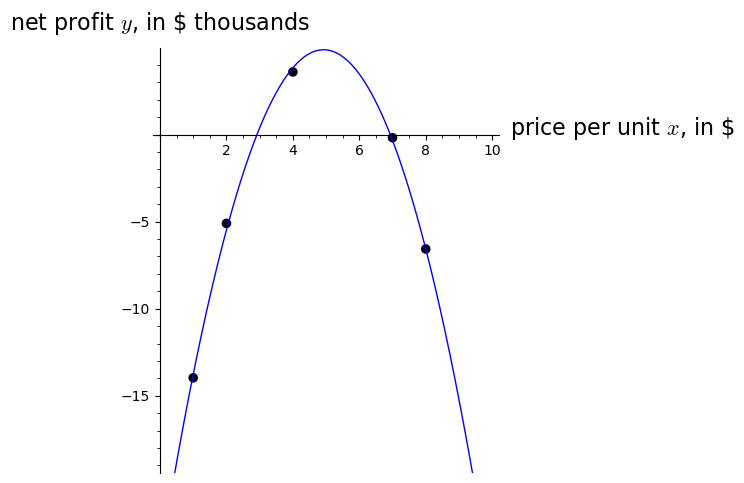 net profit y, in $ thousands
price per unit x, in $
2 4 6 8 10
−5
−10
−15